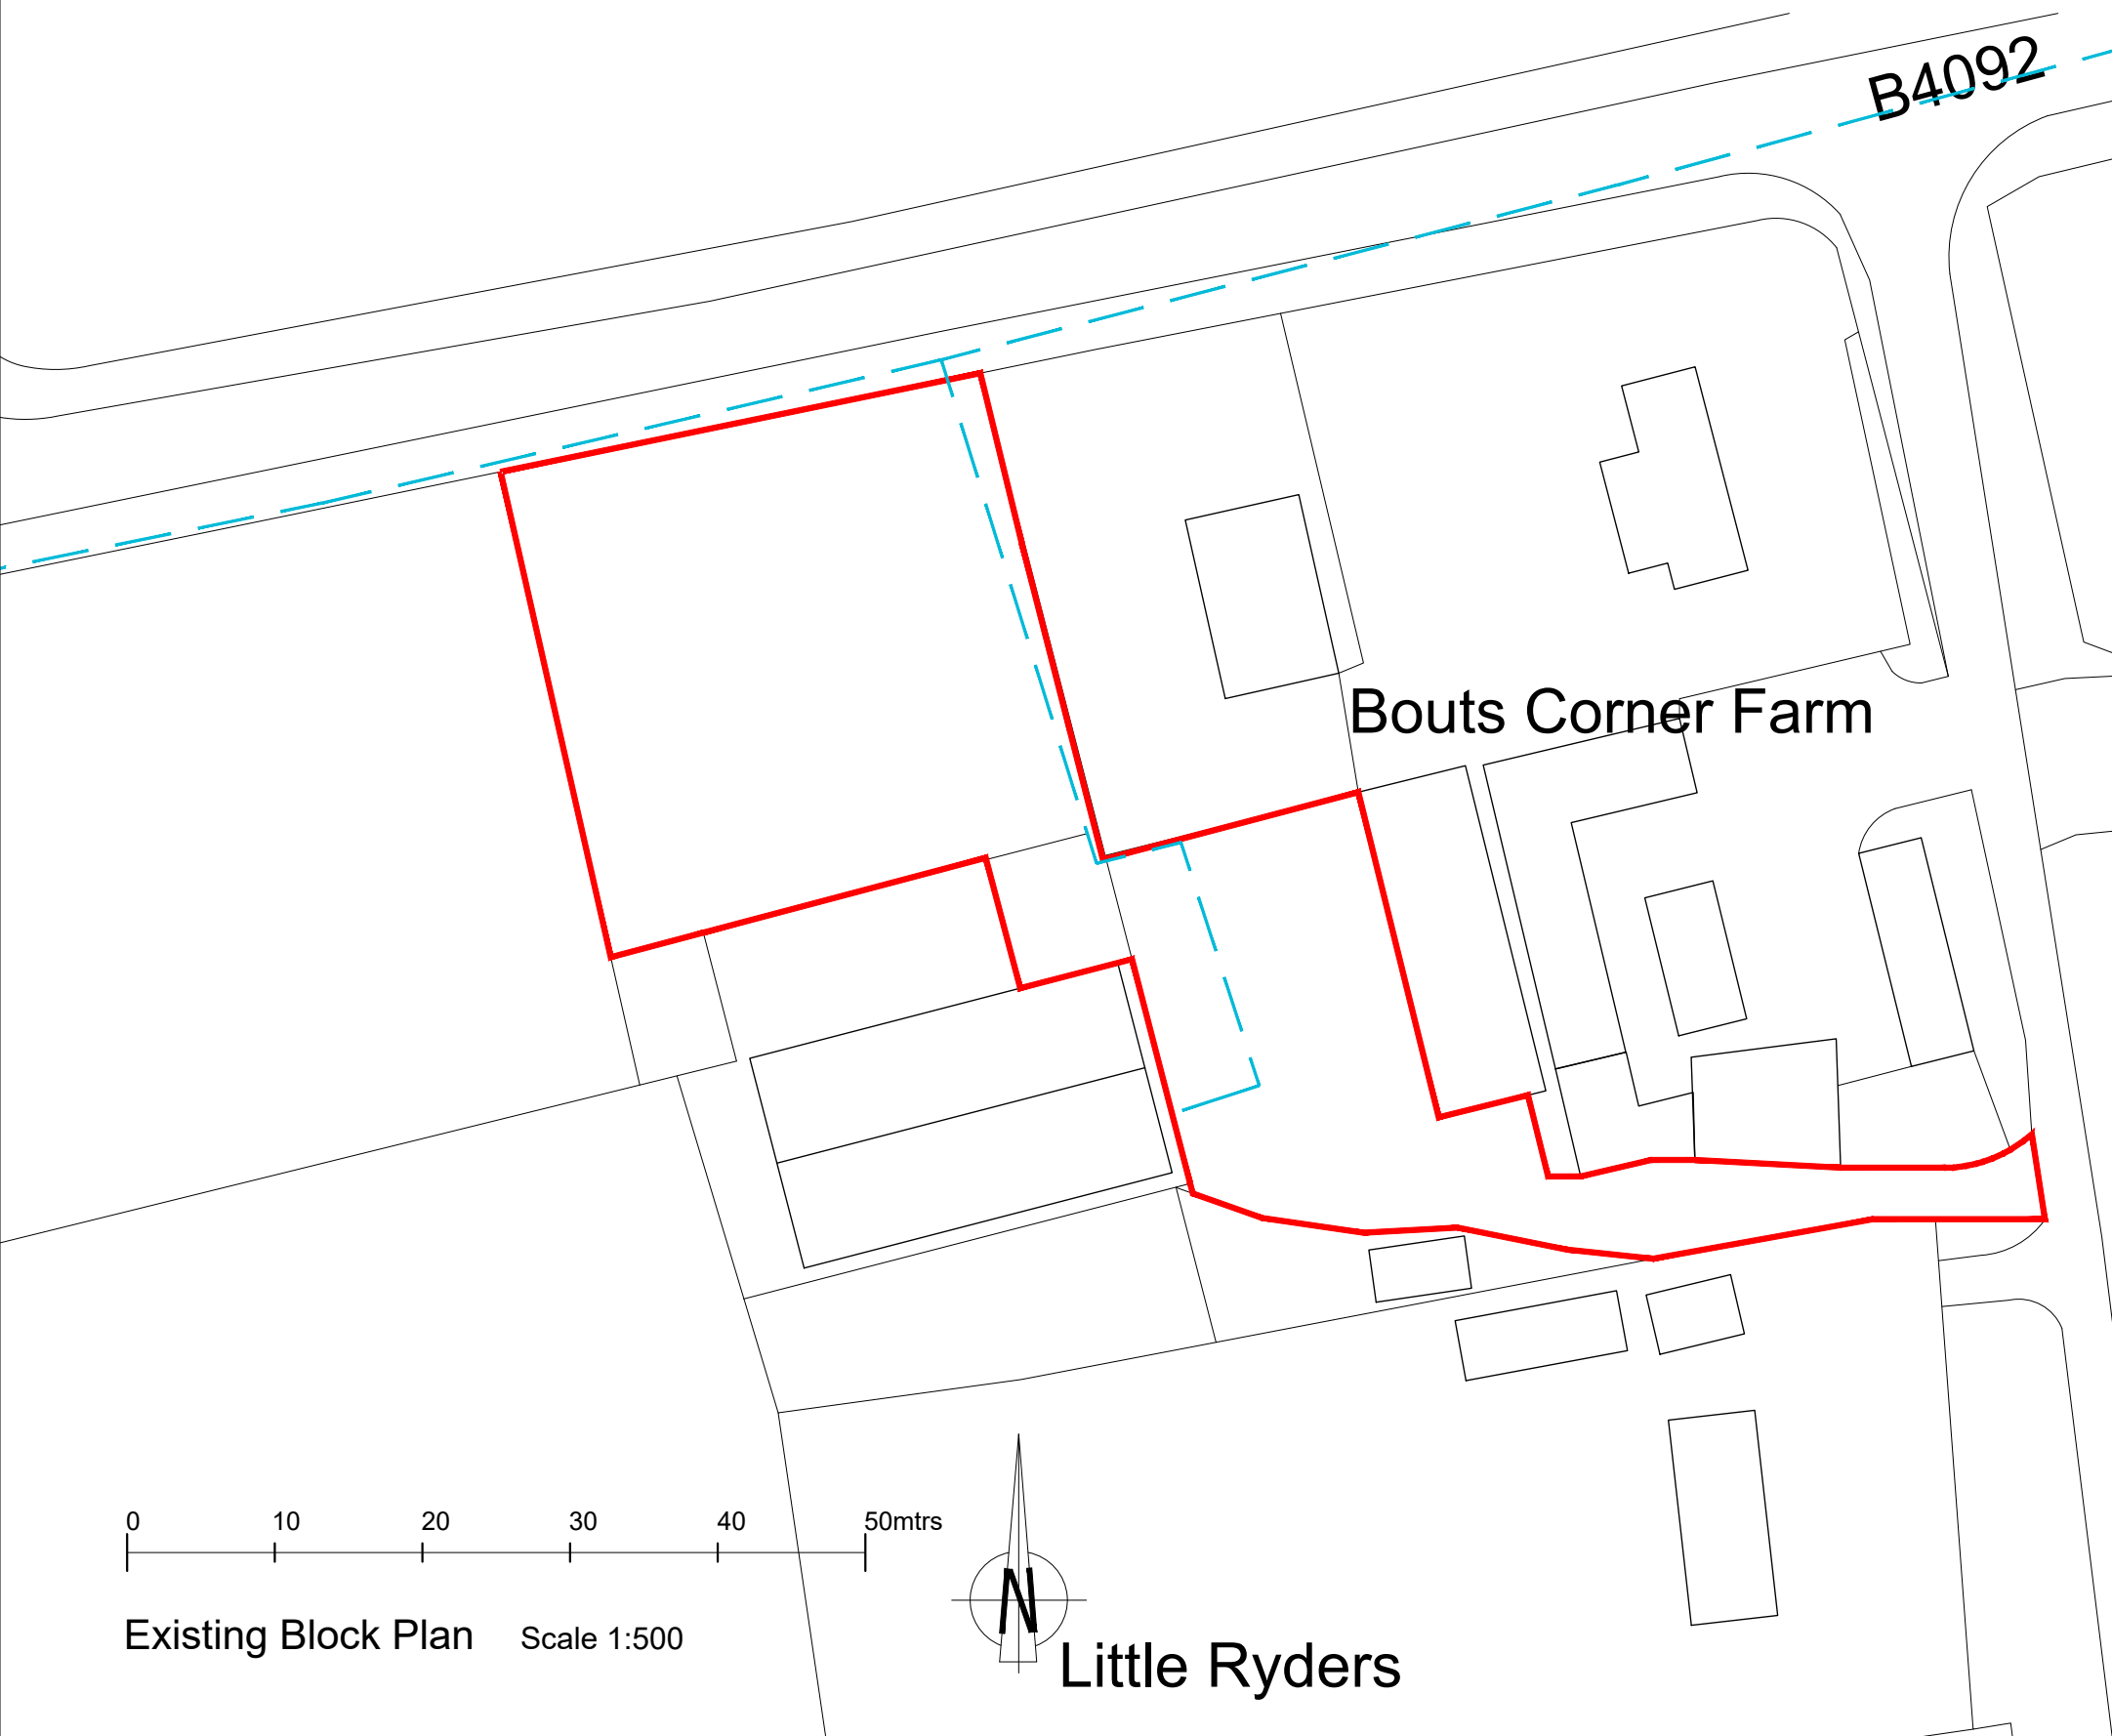 B4092
Bouts Corner Farm
0 10 20 30 40 50mtrs
Existing Block Plan Scale 1:500
N
Little Ryders